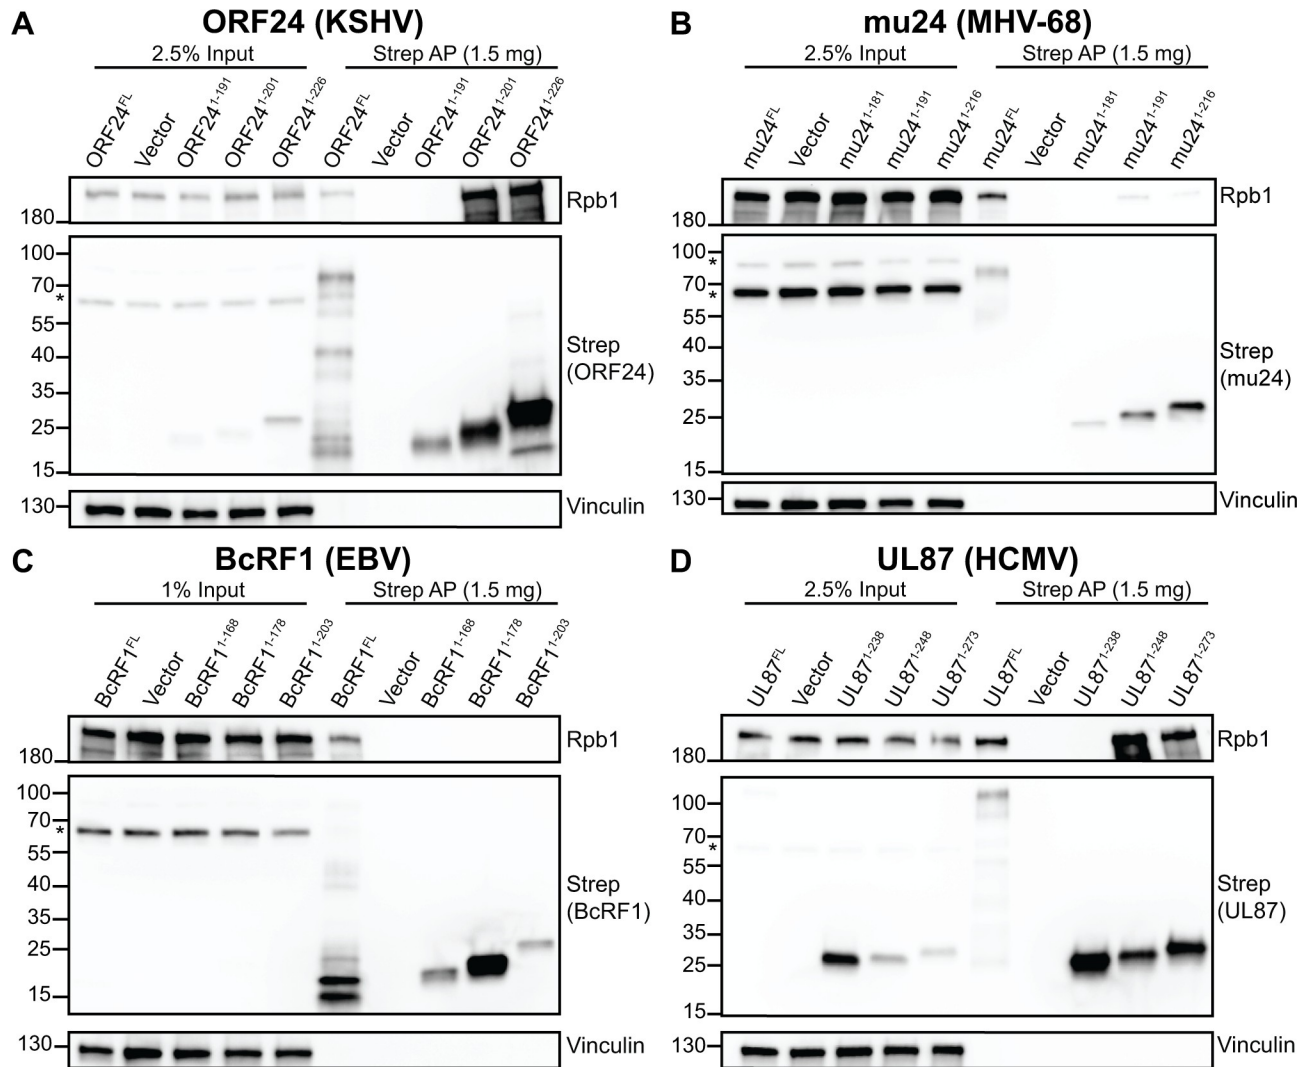 A
ORF24 (KSHV)
2.5% Input
Strep AP (1.5 mg)
ORF24FL
Vector
ORF241-191
ORF241-201
ORF241-226
ORF24FL
Vector
ORF241-191
ORF241-201
ORF241-226
180
Rpb1
100
70
*
55
40
35
25
15
Strep
(ORF24)
130
Vinculin
B
mu24 (MHV-68)
2.5% Input
Strep AP (1.5 mg)
mu24FL
Vector
mu241-181
mu241-191
mu241-216
mu24FL
Vector
mu241-181
mu241-191
mu241-216
180
Rpb1
100
*
70
*
55
40
35
25
15
Strep
(mu24)
130
Vinculin
C
BcRF1 (EBV)
1% Input
Strep AP (1.5 mg)
BcRF1FL
Vector
BcRF11-168
BcRF11-178
BcRF11-203
BcRF1FL
Vector
BcRF11-168
BcRF11-178
BcRF11-203
180
Rpb1
100
70
*
55
40
35
25
15
Strep
(BcRF1)
130
Vinculin
D
UL87 (HCMV)
2.5% Input
Strep AP (1.5 mg)
UL87FL
Vector
UL871-238
UL871-248
UL871-273
UL87FL
Vector
UL871-238
UL871-248
UL871-273
180
Rpb1
100
70
*
55
40
35
25
15
Strep
(UL87)
130
Vinculin